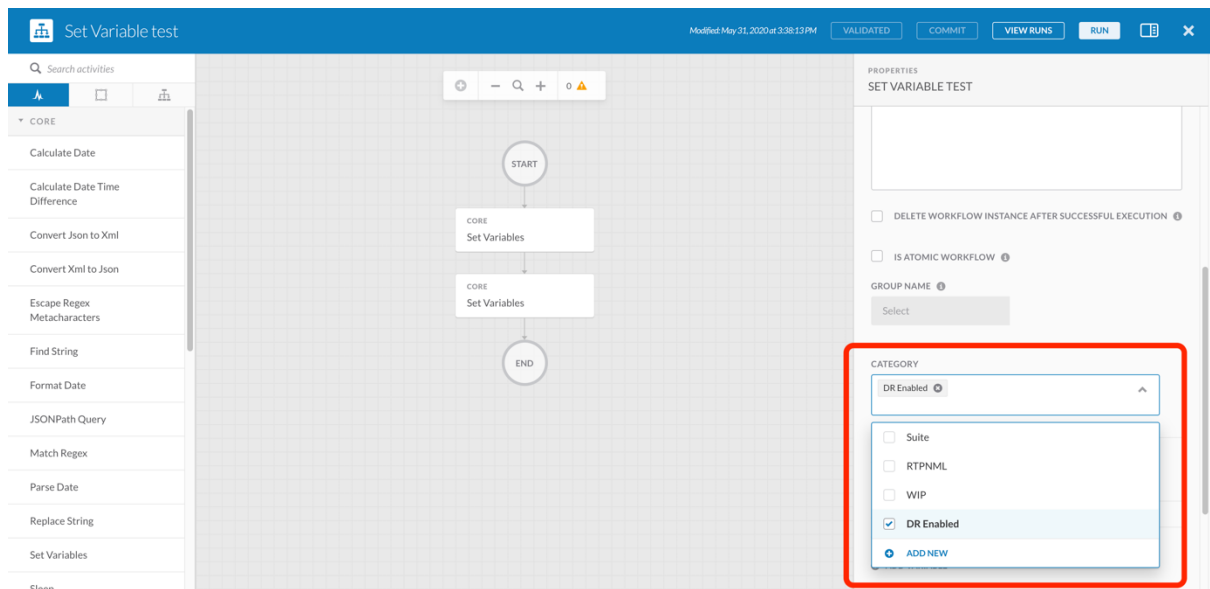 Set Variable test
Modified: May 31, 2020 at 3:38:13 PM
VALIDATED
COMMIT
VIEW RUNS
RUN
Search activities
CORE
Calculate Date
Calculate Date Time
Difference
Convert Json to Xml
Convert Xml to Json
Escape Regex
Metacharacters
Find String
Format Date
JSONPath Query
Match Regex
Parse Date
Replace String
Set Variables
Sleep
0
START
CORE
Set Variables
CORE
Set Variables
END
PROPERTIES
SET VARIABLE TEST
DELETE WORKFLOW INSTANCE AFTER SUCCESSFUL EXECUTION
IS ATOMIC WORKFLOW
GROUP NAME
Select
CATEGORY
DR Enabled
Suite
RTPNML
WIP
DR Enabled
ADD NEW